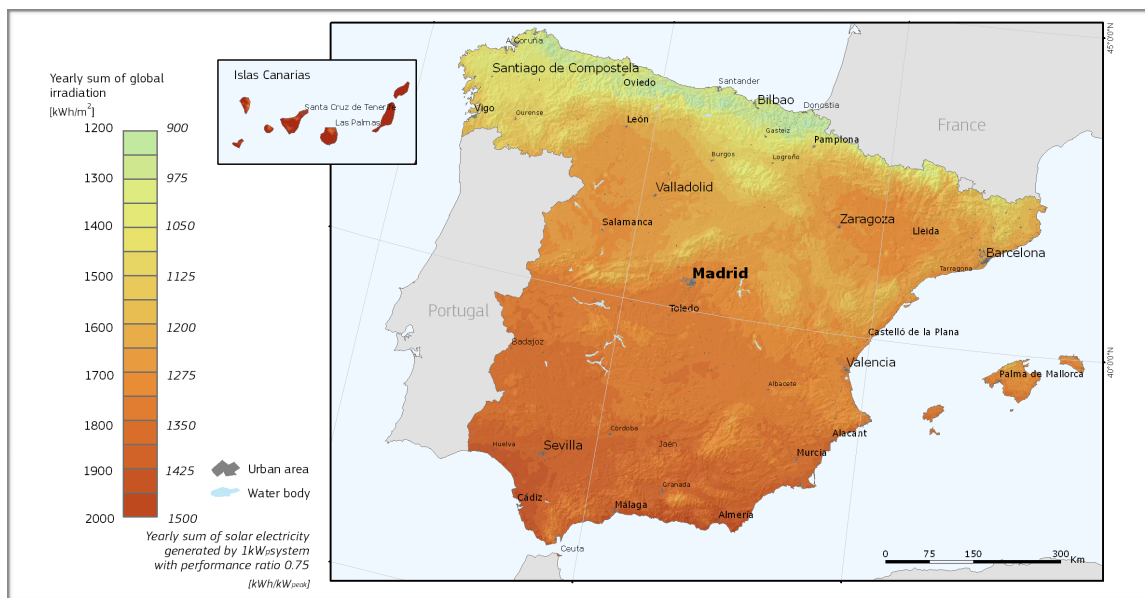 Yearly sum of global
irradiation
[kWh/m²]
1200 900
1300 975
1400 1050
1500 1125
1600 1200
1700 1275
1800 1350
1900 1425
2000 1500
Urban area
Water body
Yearly sum of solar electricity
generated by 1kWp system
with performance ratio 0.75
[kWh/kWpeak]
Islas Canarias
Santa Cruz de Tenerife
Las Palmas
A Coruña
Santiago de Compostela
Oviedo
Santander
Bilbao
Donostia
Vigo
Ourense
León
Gasteiz
Pamplona
Burgos
Logroño
France
Valladolid
Salamanca
Zaragoza
Lleida
Barcelona
Tarragona
Madrid
Portugal
Toledo
Castelló de la Plana
Badajoz
Valencia
Palma de Mallorca
Albacete
Córdoba
Alacant
Huelva
Sevilla
Jaén
Murcia
Granada
Cádiz
Málaga
Almería
Ceuta
45°0'0"N
40°0'0"N
0 75 150 300
Km